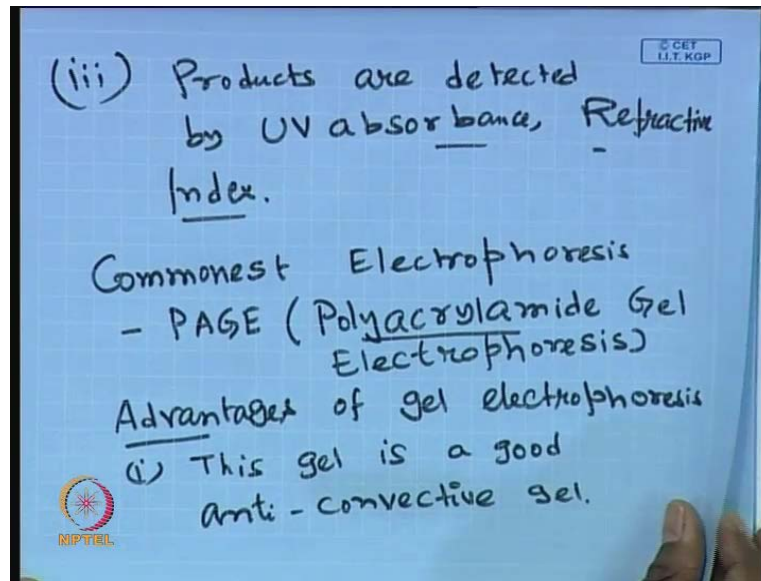 © CET
I.I.T. KGP
(iii) Products are detected
by UV absorbance, Refractive
Index.
Commonest Electrophoresis
- PAGE (Polyacrylamide Gel
Electrophoresis)
Advantages of gel electrophoresis
(i) This gel is a good
anti-convective gel.
NPTEL